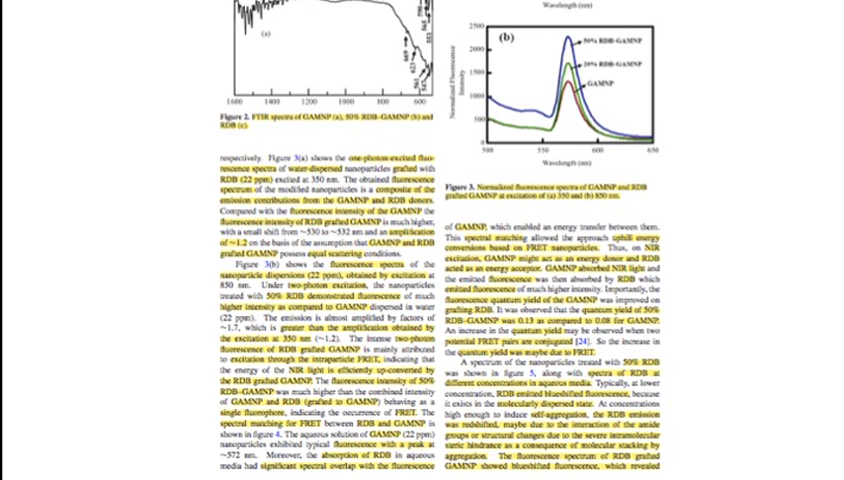 (a)
669
623
561
1600 1400 1200 1000 800 600
Figure 2. FTIR spectra of GAMNP (a), 50% RDB–GAMNP (b) and
RDB (c).
respectively. Figure 3(a) shows the one-photon-excited fluo-
rescence spectra of water-dispersed nanoparticles grafted with
RDB (22 ppm) excited at 350 nm. The obtained fluorescence
spectrum of the modified nanoparticles is a composite of the
emission contributions from the GAMNP and RDB donors.
Compared with the fluorescence intensity of the GAMNP the
fluorescence intensity of RDB grafted GAMNP is much higher,
with a small shift from ~530 to ~532 nm and an amplification
of ~1.2 on the basis of the assumption that GAMNP and RDB
grafted GAMNP possess equal scattering conditions.
Figure 3(b) shows the fluorescence spectra of the
nanoparticle dispersions (22 ppm), obtained by excitation at
850 nm. Under two-photon excitation, the nanoparticles
treated with 50% RDB demonstrated fluorescence of much
higher intensity as compared to GAMNP dispersed in water
(22 ppm). The emission is almost amplified by factors of
~1.7, which is greater than the amplification obtained by
the excitation at 350 nm (~1.2). The intense two-photon
fluorescence of RDB grafted GAMNP is mainly attributed
to excitation through the intraparticle FRET, indicating that
the energy of the NIR light is efficiently up-converted by
the RDB grafted GAMNP. The fluorescence intensity of 50%
RDB–GAMNP was much higher than the combined intensity
of GAMNP and RDB (grafted to GAMNP) behaving as a
single fluorophore, indicating the occurrence of FRET. The
spectral matching for FRET between RDB and GAMNP is
shown in figure 4. The aqueous solution of GAMNP (22 ppm)
nanoparticles exhibited typical fluorescence with a peak at
~572 nm. Moreover, the absorption of RDB in aqueous
media had significant spectral overlap with the fluorescence
Wavelength (nm)
(b)
Normalized Fluorescence
Intensity
2500
2000
1500
1000
500
0
50% RDB-GAMNP
20% RDB-GAMNP
GAMNP
500 550 600 650
Wavelength (nm)
Figure 3. Normalized fluorescence spectra of GAMNP and RDB
grafted GAMNP at excitation of (a) 350 and (b) 850 nm.
of GAMNP, which enabled an energy transfer between them.
This spectral matching allowed the approach uphill energy
conversions based on FRET nanoparticles. Thus, on NIR
excitation, GAMNP might act as an energy donor and RDB
acted as an energy acceptor. GAMNP absorbed NIR light and
the emitted fluorescence was then absorbed by RDB which
emitted fluorescence of much higher intensity. Importantly, the
fluorescence quantum yield of the GAMNP was improved on
grafting RDB. It was observed that the quantum yield of 50%
RDB–GAMNP was 0.13 as compared to 0.08 for GAMNP.
An increase in the quantum yield may be observed when two
potential FRET pairs are conjugated [24]. So the increase in
the quantum yield was maybe due to FRET.
A spectrum of the nanoparticles treated with 50% RDB
was shown in figure 5, along with spectra of RDB at
different concentrations in aqueous media. Typically, at lower
concentration, RDB emitted blueshifted fluorescence, because
it exists in the molecularly dispersed state. At concentrations
high enough to induce self-aggregation, the RDB emission
was redshifted, maybe due to the interaction of the amide
groups or structural changes due to the severe intramolecular
steric hindrance as a consequence of molecular stacking by
aggregation. The fluorescence spectrum of RDB grafted
GAMNP showed blueshifted fluorescence, which revealed